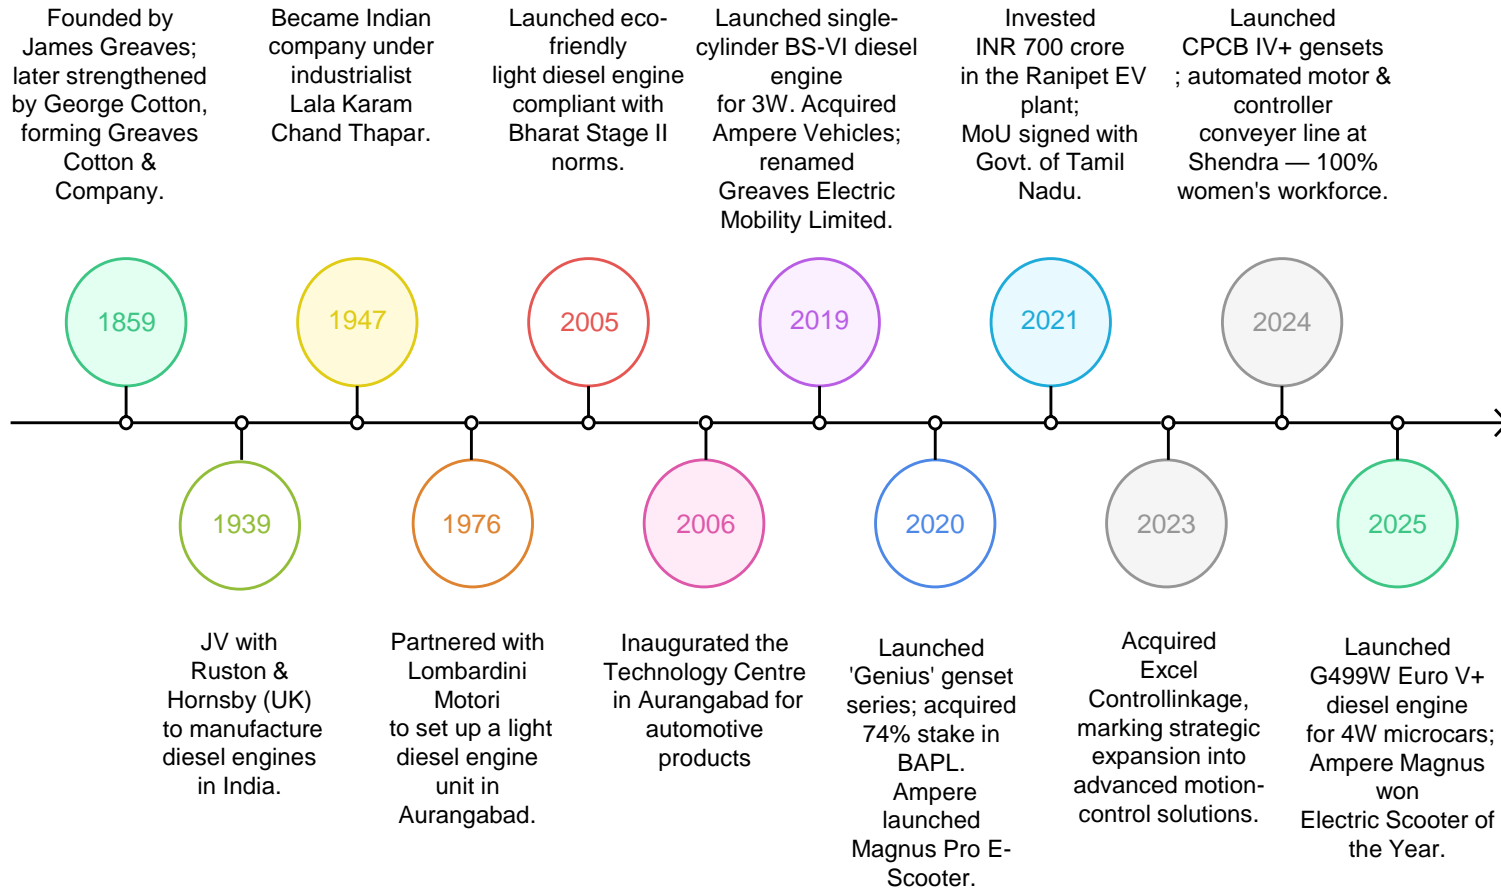 Founded by
James Greaves;
later strengthened
by George Cotton,
forming Greaves
Cotton &
Company.
Became Indian
company under
industrialist
Lala Karam
Chand Thapar.
Launched eco-
friendly
light diesel engine
compliant with
Bharat Stage II
norms.
Launched single-
cylinder BS-VI diesel
engine
for 3W. Acquired
Ampere Vehicles;
renamed
Greaves Electric
Mobility Limited.
Invested
INR 700 crore
in the Ranipet EV
plant;
MoU signed with
Govt. of Tamil
Nadu.
Launched
CPCB IV+ gensets
; automated motor &
controller
conveyer line at
Shendra — 100%
women's workforce.
1859
1947
2005
2019
2021
2024
1939
1976
2006
2020
2023
2025
JV with
Ruston &
Hornsby (UK)
to manufacture
diesel engines
in India.
Partnered with
Lombardini
Motori
to set up a light
diesel engine
unit in
Aurangabad.
Inaugurated the
Technology Centre
in Aurangabad for
automotive
products
Launched
'Genius' genset
series; acquired
74% stake in
BAPL.
Ampere
launched
Magnus Pro E-
Scooter.
Acquired
Excel
Controllinkage,
marking strategic
expansion into
advanced motion-
control solutions.
Launched
G499W Euro V+
diesel engine
for 4W microcars;
Ampere Magnus
won
Electric Scooter of
the Year.